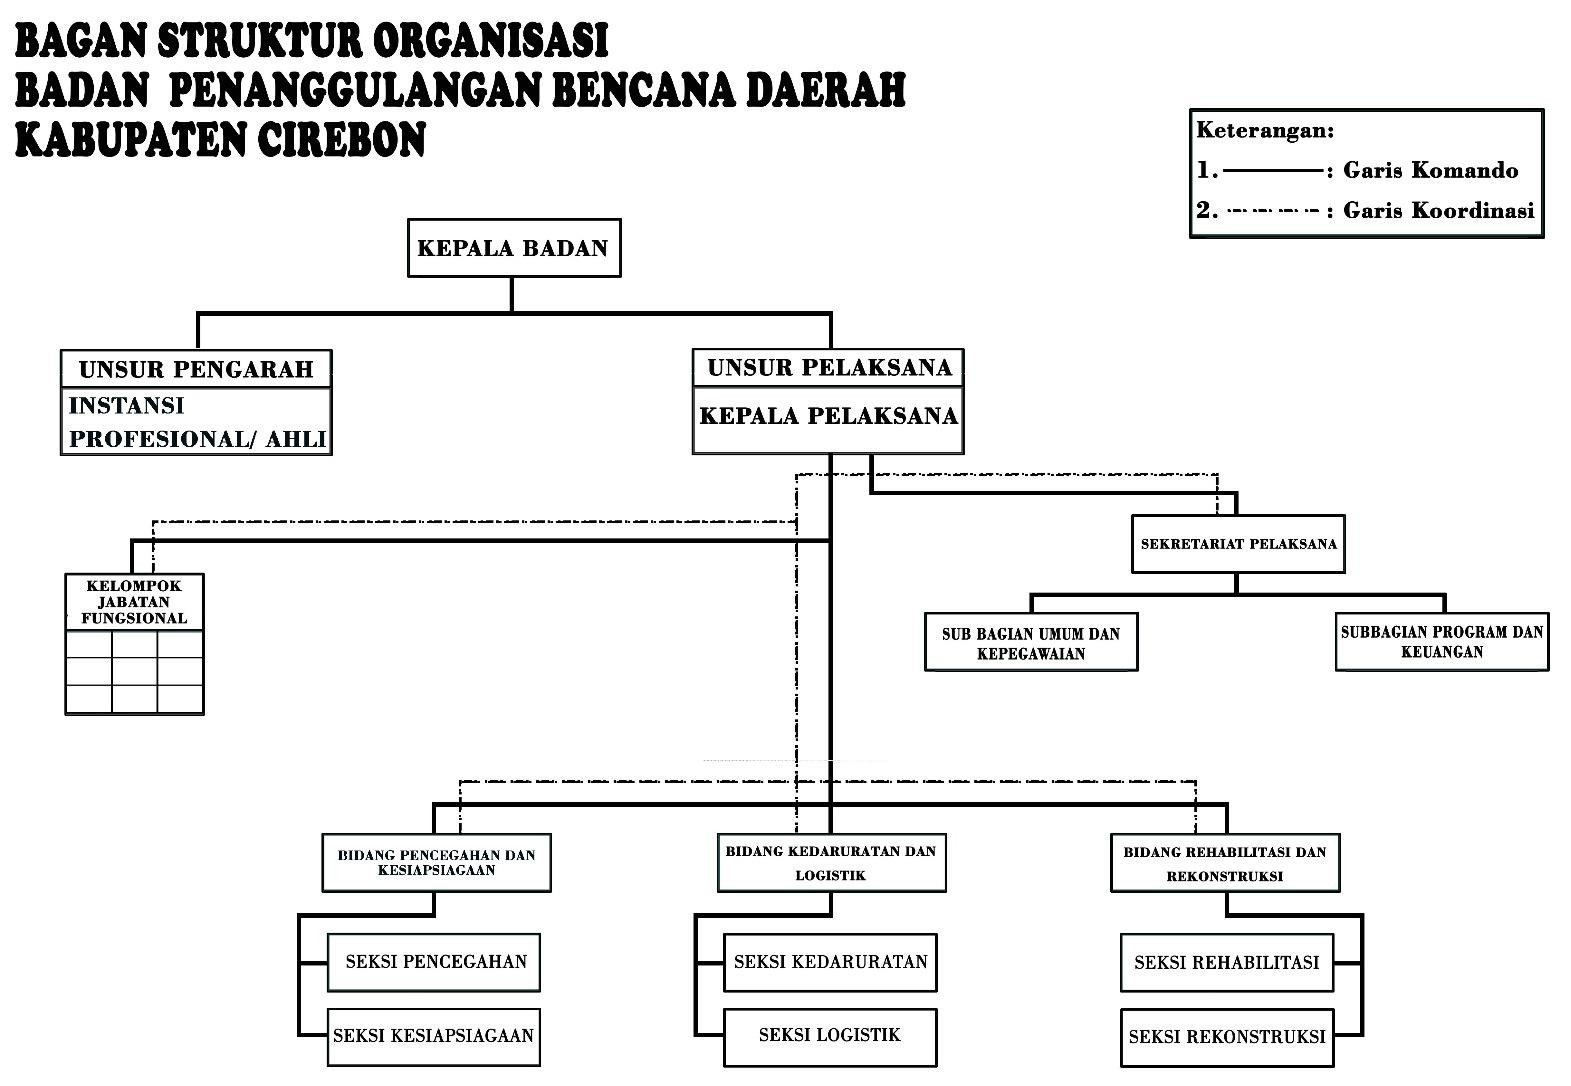 BAGAN STRUKTUR ORGANISASI
BADAN PENANGGULANGAN BENCANA DAERAH
KABUPATEN CIREBON
Keterangan:
1. : Garis Komando
2. : Garis Koordinasi
KEPALA BADAN
UNSUR PENGARAH
INSTANSI
PROFESIONAL/ AHLI
UNSUR PELAKSANA
KEPALA PELAKSANA
SEKRETARIAT PELAKSANA
KELOMPOK
JABATAN
FUNGSIONAL
SUB BAGIAN UMUM DAN
KEPEGAWAIAN
SUBBAGIAN PROGRAM DAN
KEUANGAN
BIDANG PENCEGAHAN DAN
KESIAPSIAGAAN
BIDANG KEDARURATAN DAN
LOGISTIK
BIDANG REHABILITASI DAN
REKONSTRUKSI
SEKSI PENCEGAHAN
SEKSI KEDARURATAN
SEKSI REHABILITASI
SEKSI KESIAPSIAGAAN
SEKSI LOGISTIK
SEKSI REKONSTRUKSI